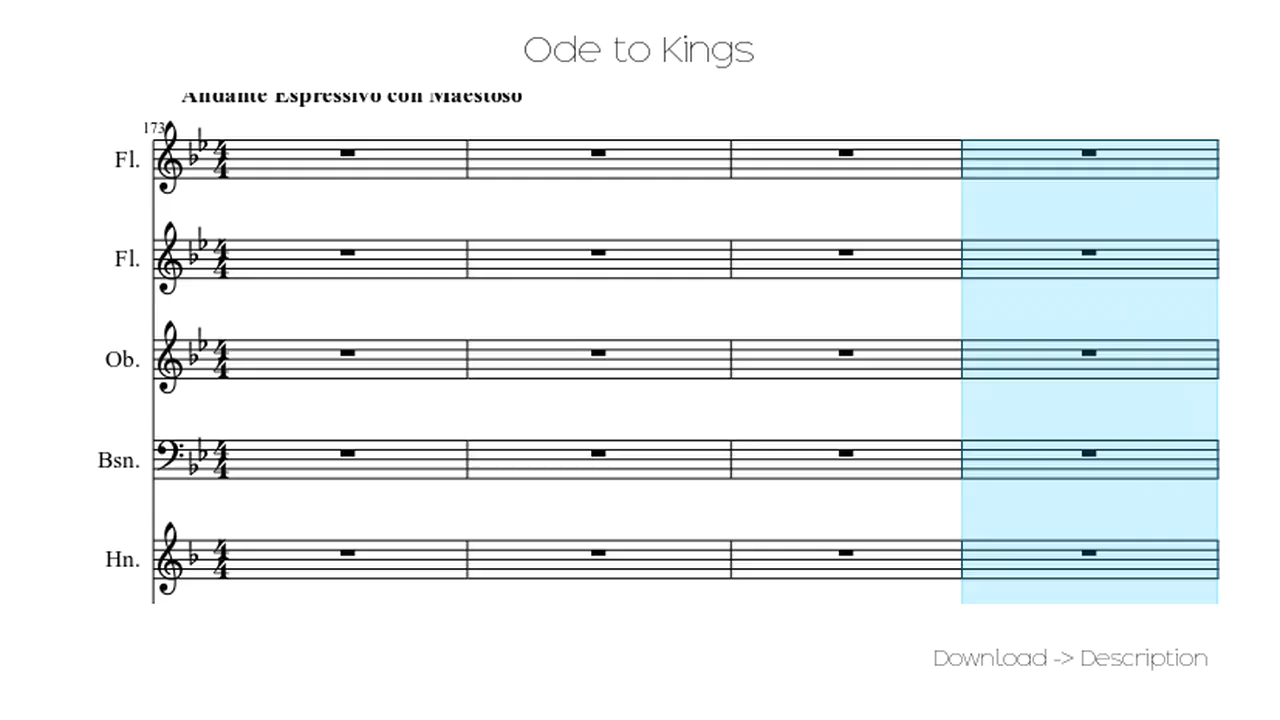 Ode to Kings
Andante Espressivo con Maestoso
173
Fl.
Fl.
Ob.
Bsn.
Hn.
Download -> Description